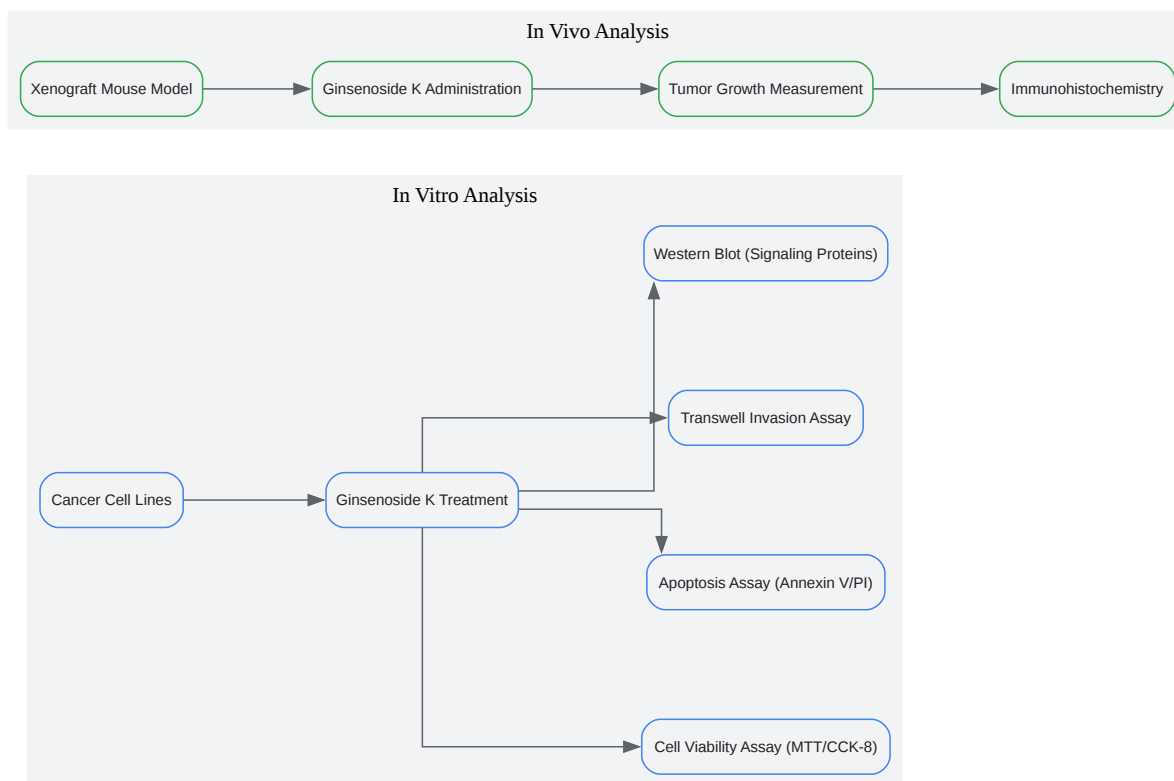 In Vivo Analysis
Xenograft Mouse Model
Ginsenoside K Administration
Tumor Growth Measurement
Immunohistochemistry
In Vitro Analysis
Western Blot (Signaling Proteins)
Transwell Invasion Assay
Cancer Cell Lines
Ginsenoside K Treatment
Apoptosis Assay (Annexin V/PI)
Cell Viability Assay (MTT/CCK-8)